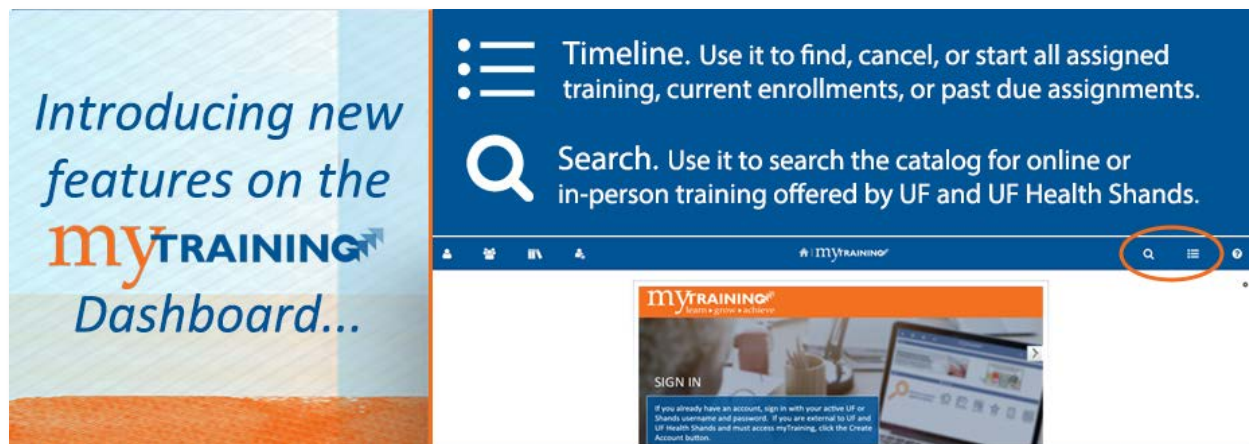 Introducing new
features on the
myTRAINING
Dashboard...
Timeline. Use it to find, cancel, or start all assigned
training, current enrollments, or past due assignments.
Search. Use it to search the catalog for online or
in-person training offered by UF and UF Health Shands.
myTRAINING
myTRAINING
learn • grow • achieve
SIGN IN
If you already have an account, sign in with your active UF or
Shands username and password. If you are external to UF and
UF Health Shands and must access myTraining, click the Create
Account button.